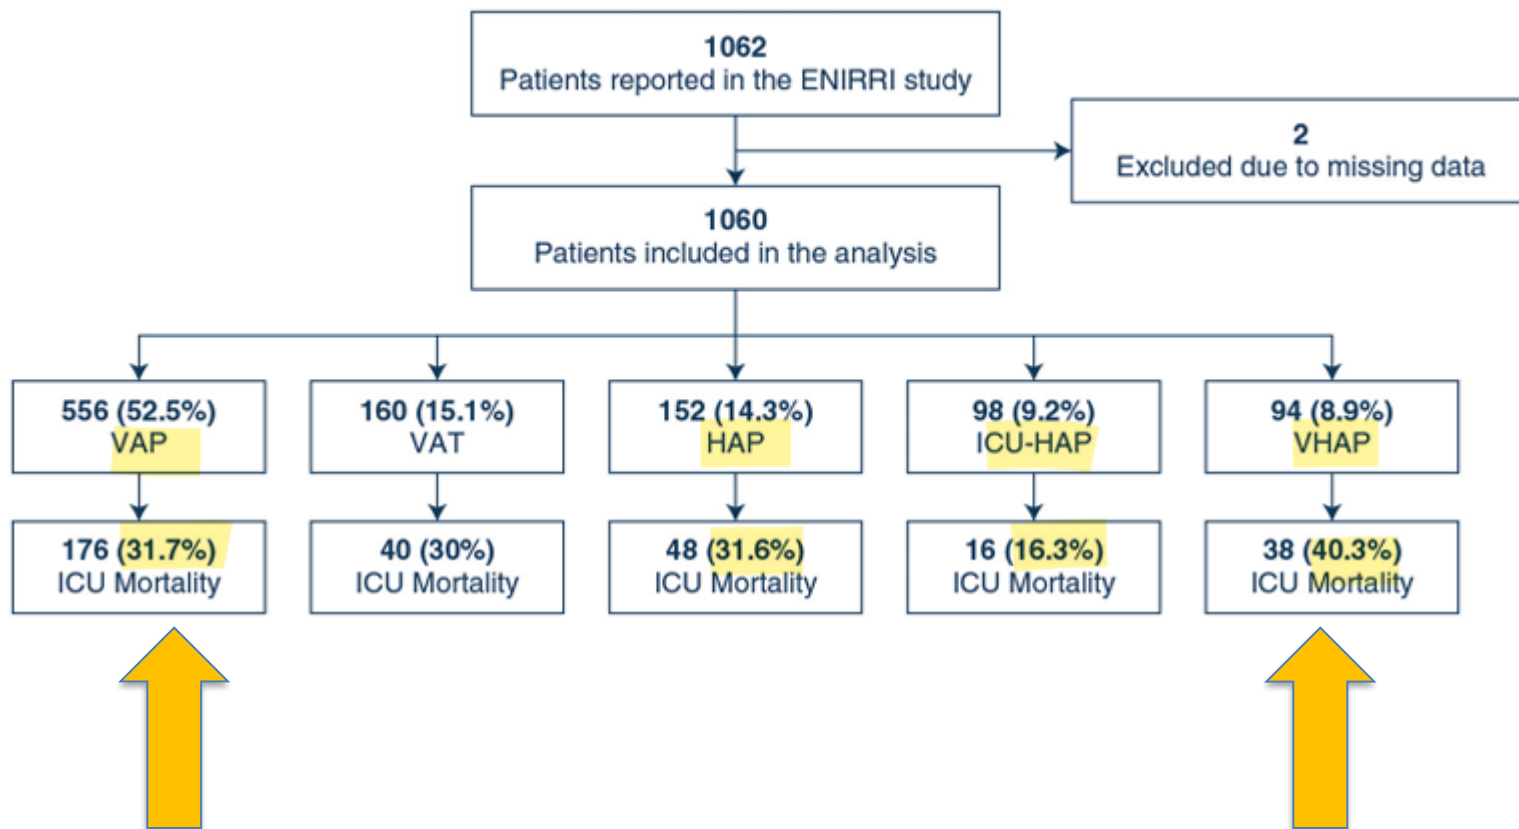 1062
Patients reported in the ENIRRI study
2
Excluded due to missing data
1060
Patients included in the analysis
556 (52.5%)
VAP
160 (15.1%)
VAT
152 (14.3%)
HAP
98 (9.2%)
ICU-HAP
94 (8.9%)
VHAP
176 (31.7%)
ICU Mortality
40 (30%)
ICU Mortality
48 (31.6%)
ICU Mortality
16 (16.3%)
ICU Mortality
38 (40.3%)
ICU Mortality